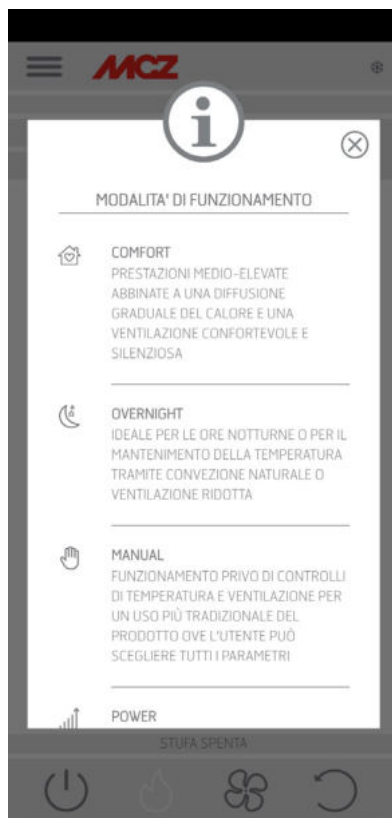 MCZ
MODALITA' DI FUNZIONAMENTO
COMFORT
PRESTAZIONI MEDIO-ELEVATE
ABBINATE A UNA DIFFUSIONE
GRADUALE DEL CALORE E UNA
VENTILAZIONE CONFORTEVOLE E
SILENZIOSA
OVERNIGHT
IDEALE PER LE ORE NOTTURNE O PER IL
MANTENIMENTO DELLA TEMPERATURA
TRAMITE CONVEZIONE NATURALE O
VENTILAZIONE RIDOTTA
MANUAL
FUNZIONAMENTO PRIVO DI CONTROLLI
DI TEMPERATURA E VENTILAZIONE PER
UN USO PIÙ TRADIZIONALE DEL
PRODOTTO OVE L'UTENTE PUÒ
SCEGLIERE TUTTI I PARAMETRI
POWER
STUFA SPENTA